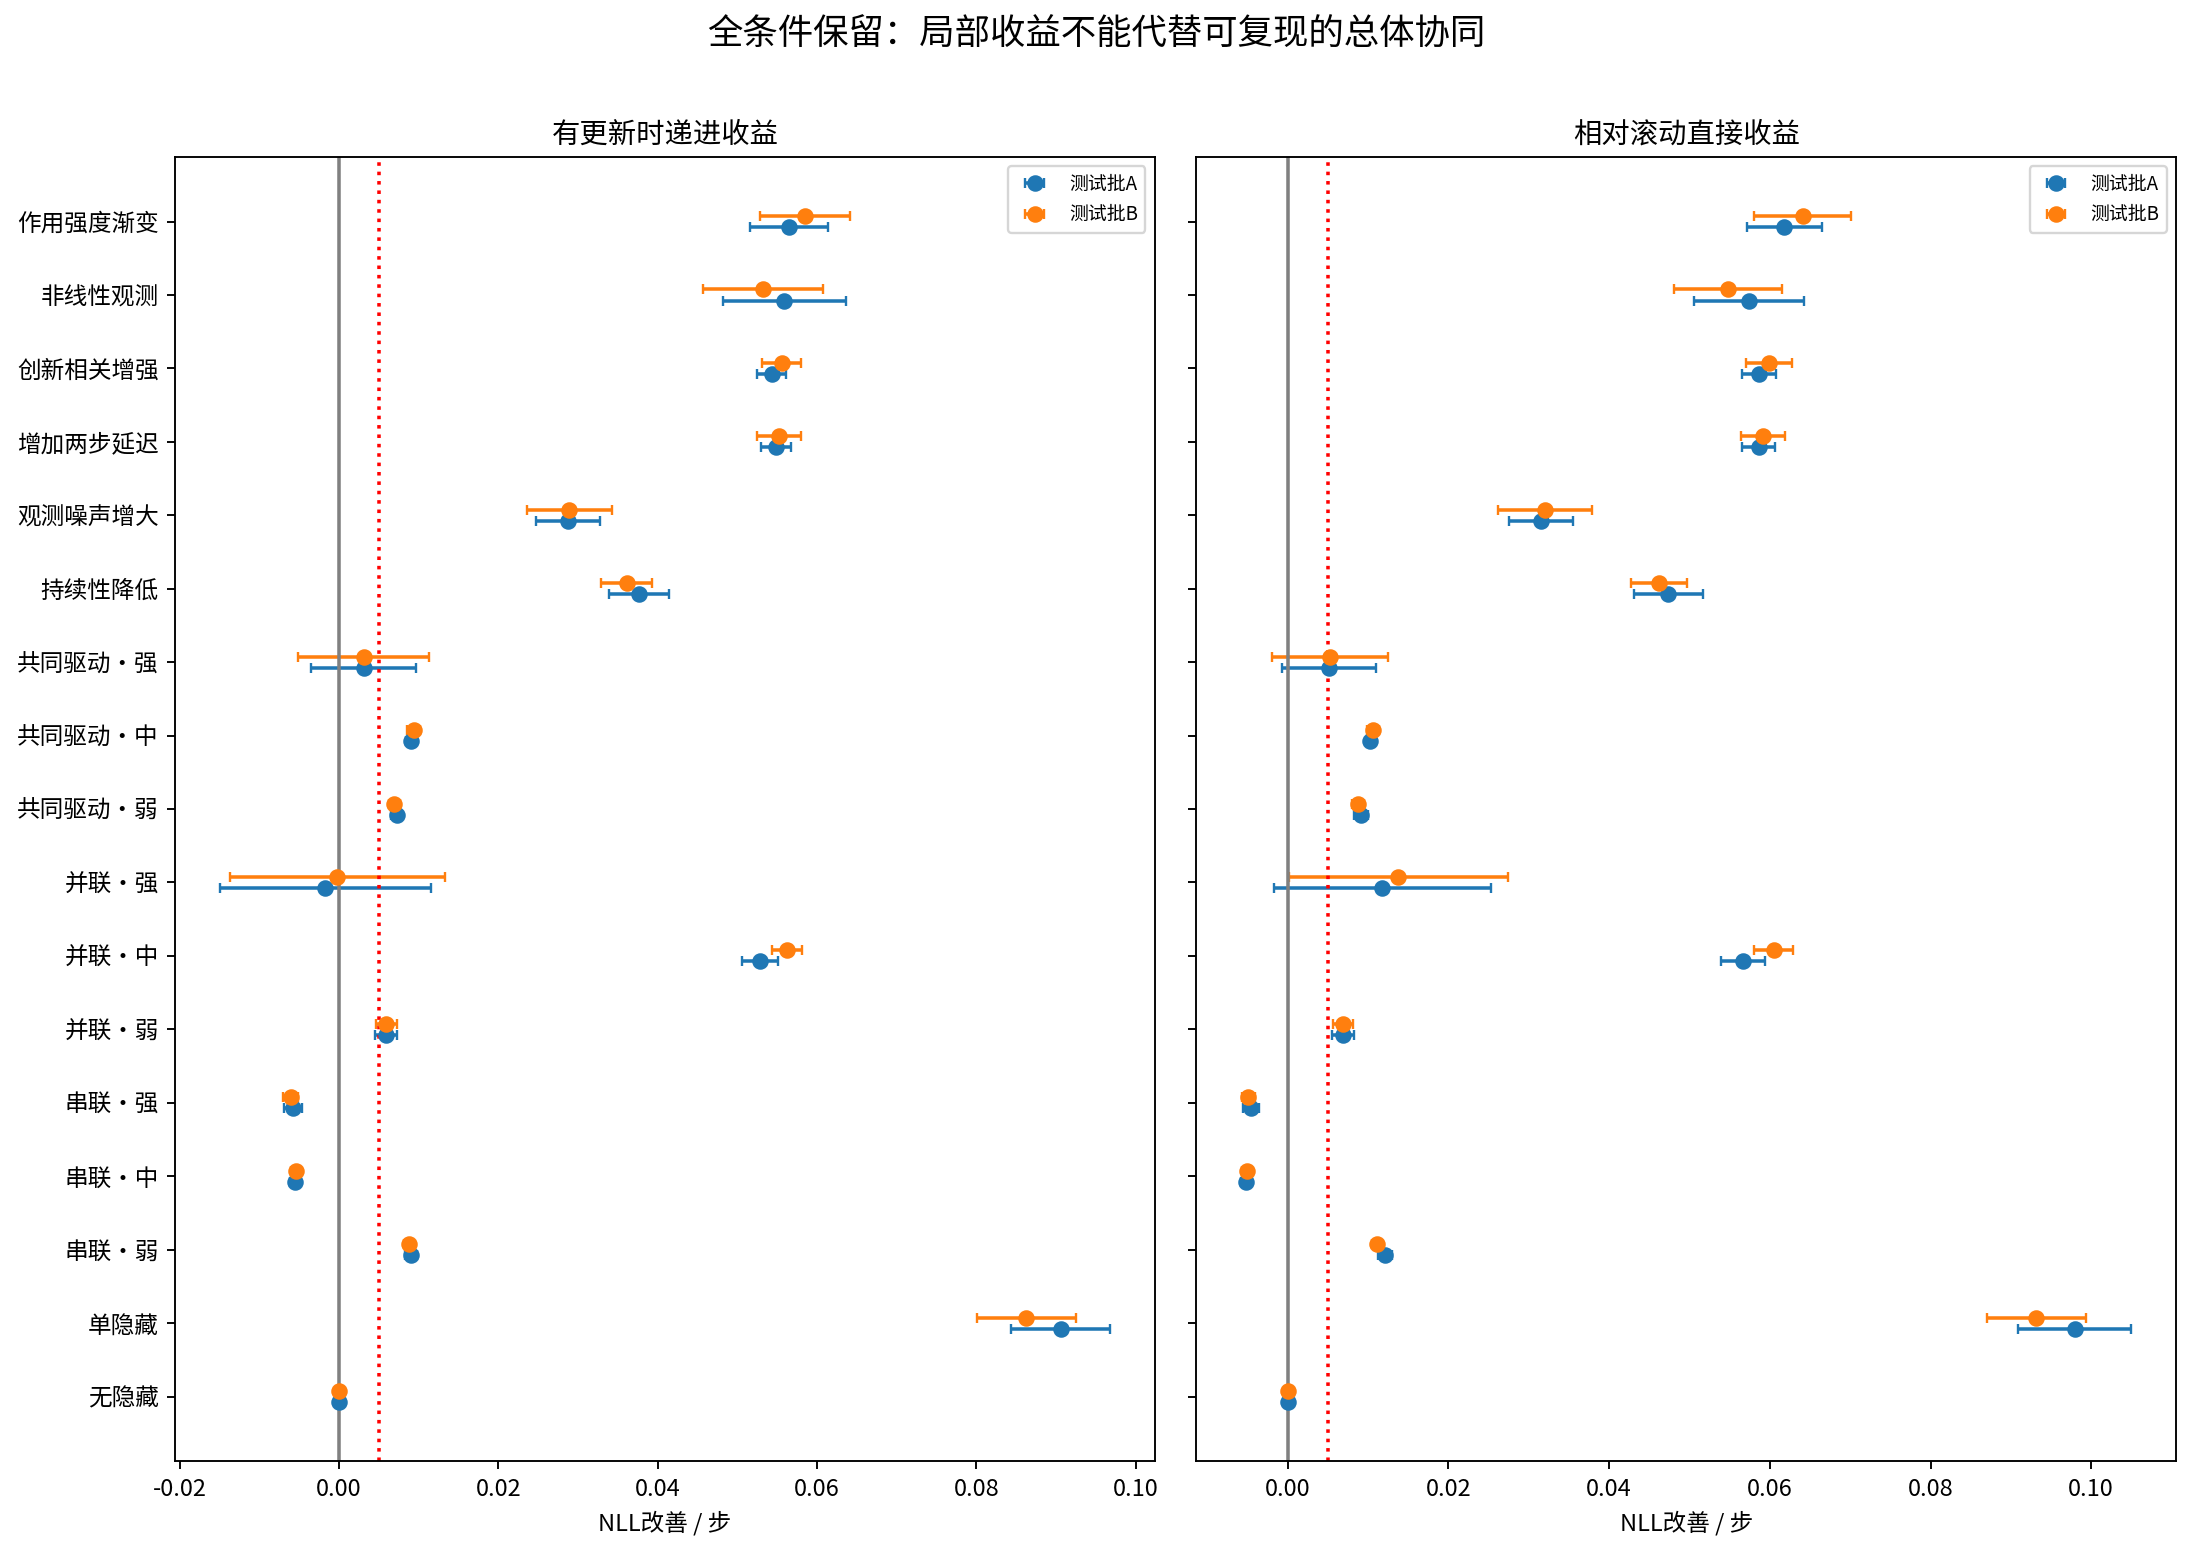 全条件保留：局部收益不能代替可复现的总体协同
有更新时递进收益
测试批A
测试批B
作用强度渐变
非线性观测
创新相关增强
增加两步延迟
观测噪声增大
持续性降低
共同驱动・强
共同驱动・中
共同驱动・弱
并联・强
并联・中
并联・弱
串联・强
串联・中
串联・弱
单隐藏
无隐藏
-0.02 0.00 0.02 0.04 0.06 0.08 0.10
NLL改善 / 步
相对滚动直接收益
测试批A
测试批B
0.00 0.02 0.04 0.06 0.08 0.10
NLL改善 / 步